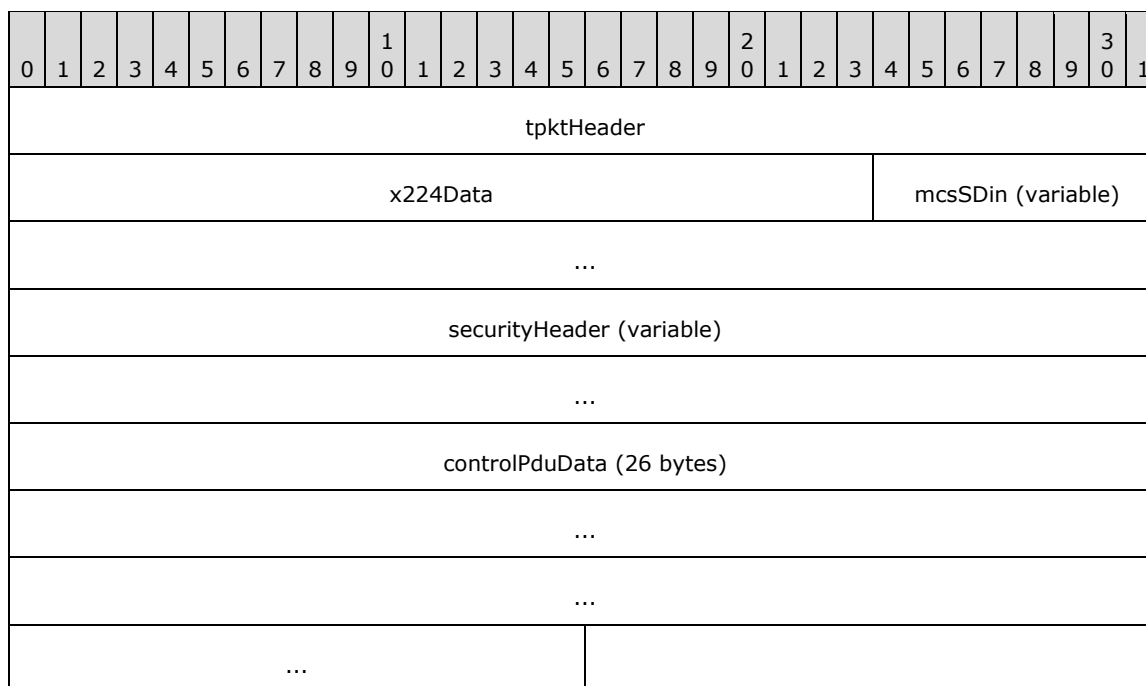 1 2 3
0 1 2 3 4 5 6 7 8 9 0 1 2 3 4 5 6 7 8 9 0 1 2 3 4 5 6 7 8 9 0 1
tpktHeader
x224Data mcsSDin (variable)
...
securityHeader (variable)
...
controlPduData (26 bytes)
...
...
...